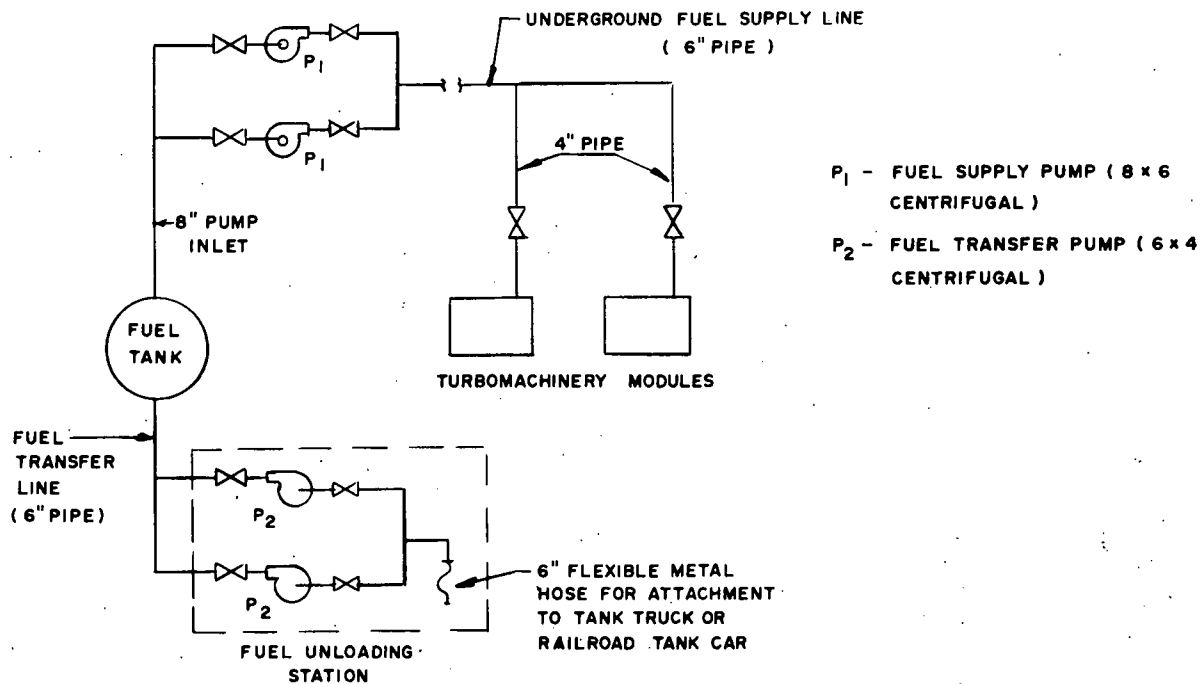 UNDERGROUND FUEL SUPPLY LINE
( 6" PIPE )
P1
P1
4" PIPE
8" PUMP
INLET
P1 - FUEL SUPPLY PUMP ( 8 x 6
CENTRIFUGAL )
P2 - FUEL TRANSFER PUMP ( 6 x 4
CENTRIFUGAL )
FUEL
TANK
TURBOMACHINERY MODULES
FUEL
TRANSFER
LINE
( 6" PIPE )
P2
P2
6" FLEXIBLE METAL
HOSE FOR ATTACHMENT
TO TANK TRUCK OR
RAILROAD TANK CAR
FUEL UNLOADING
STATION